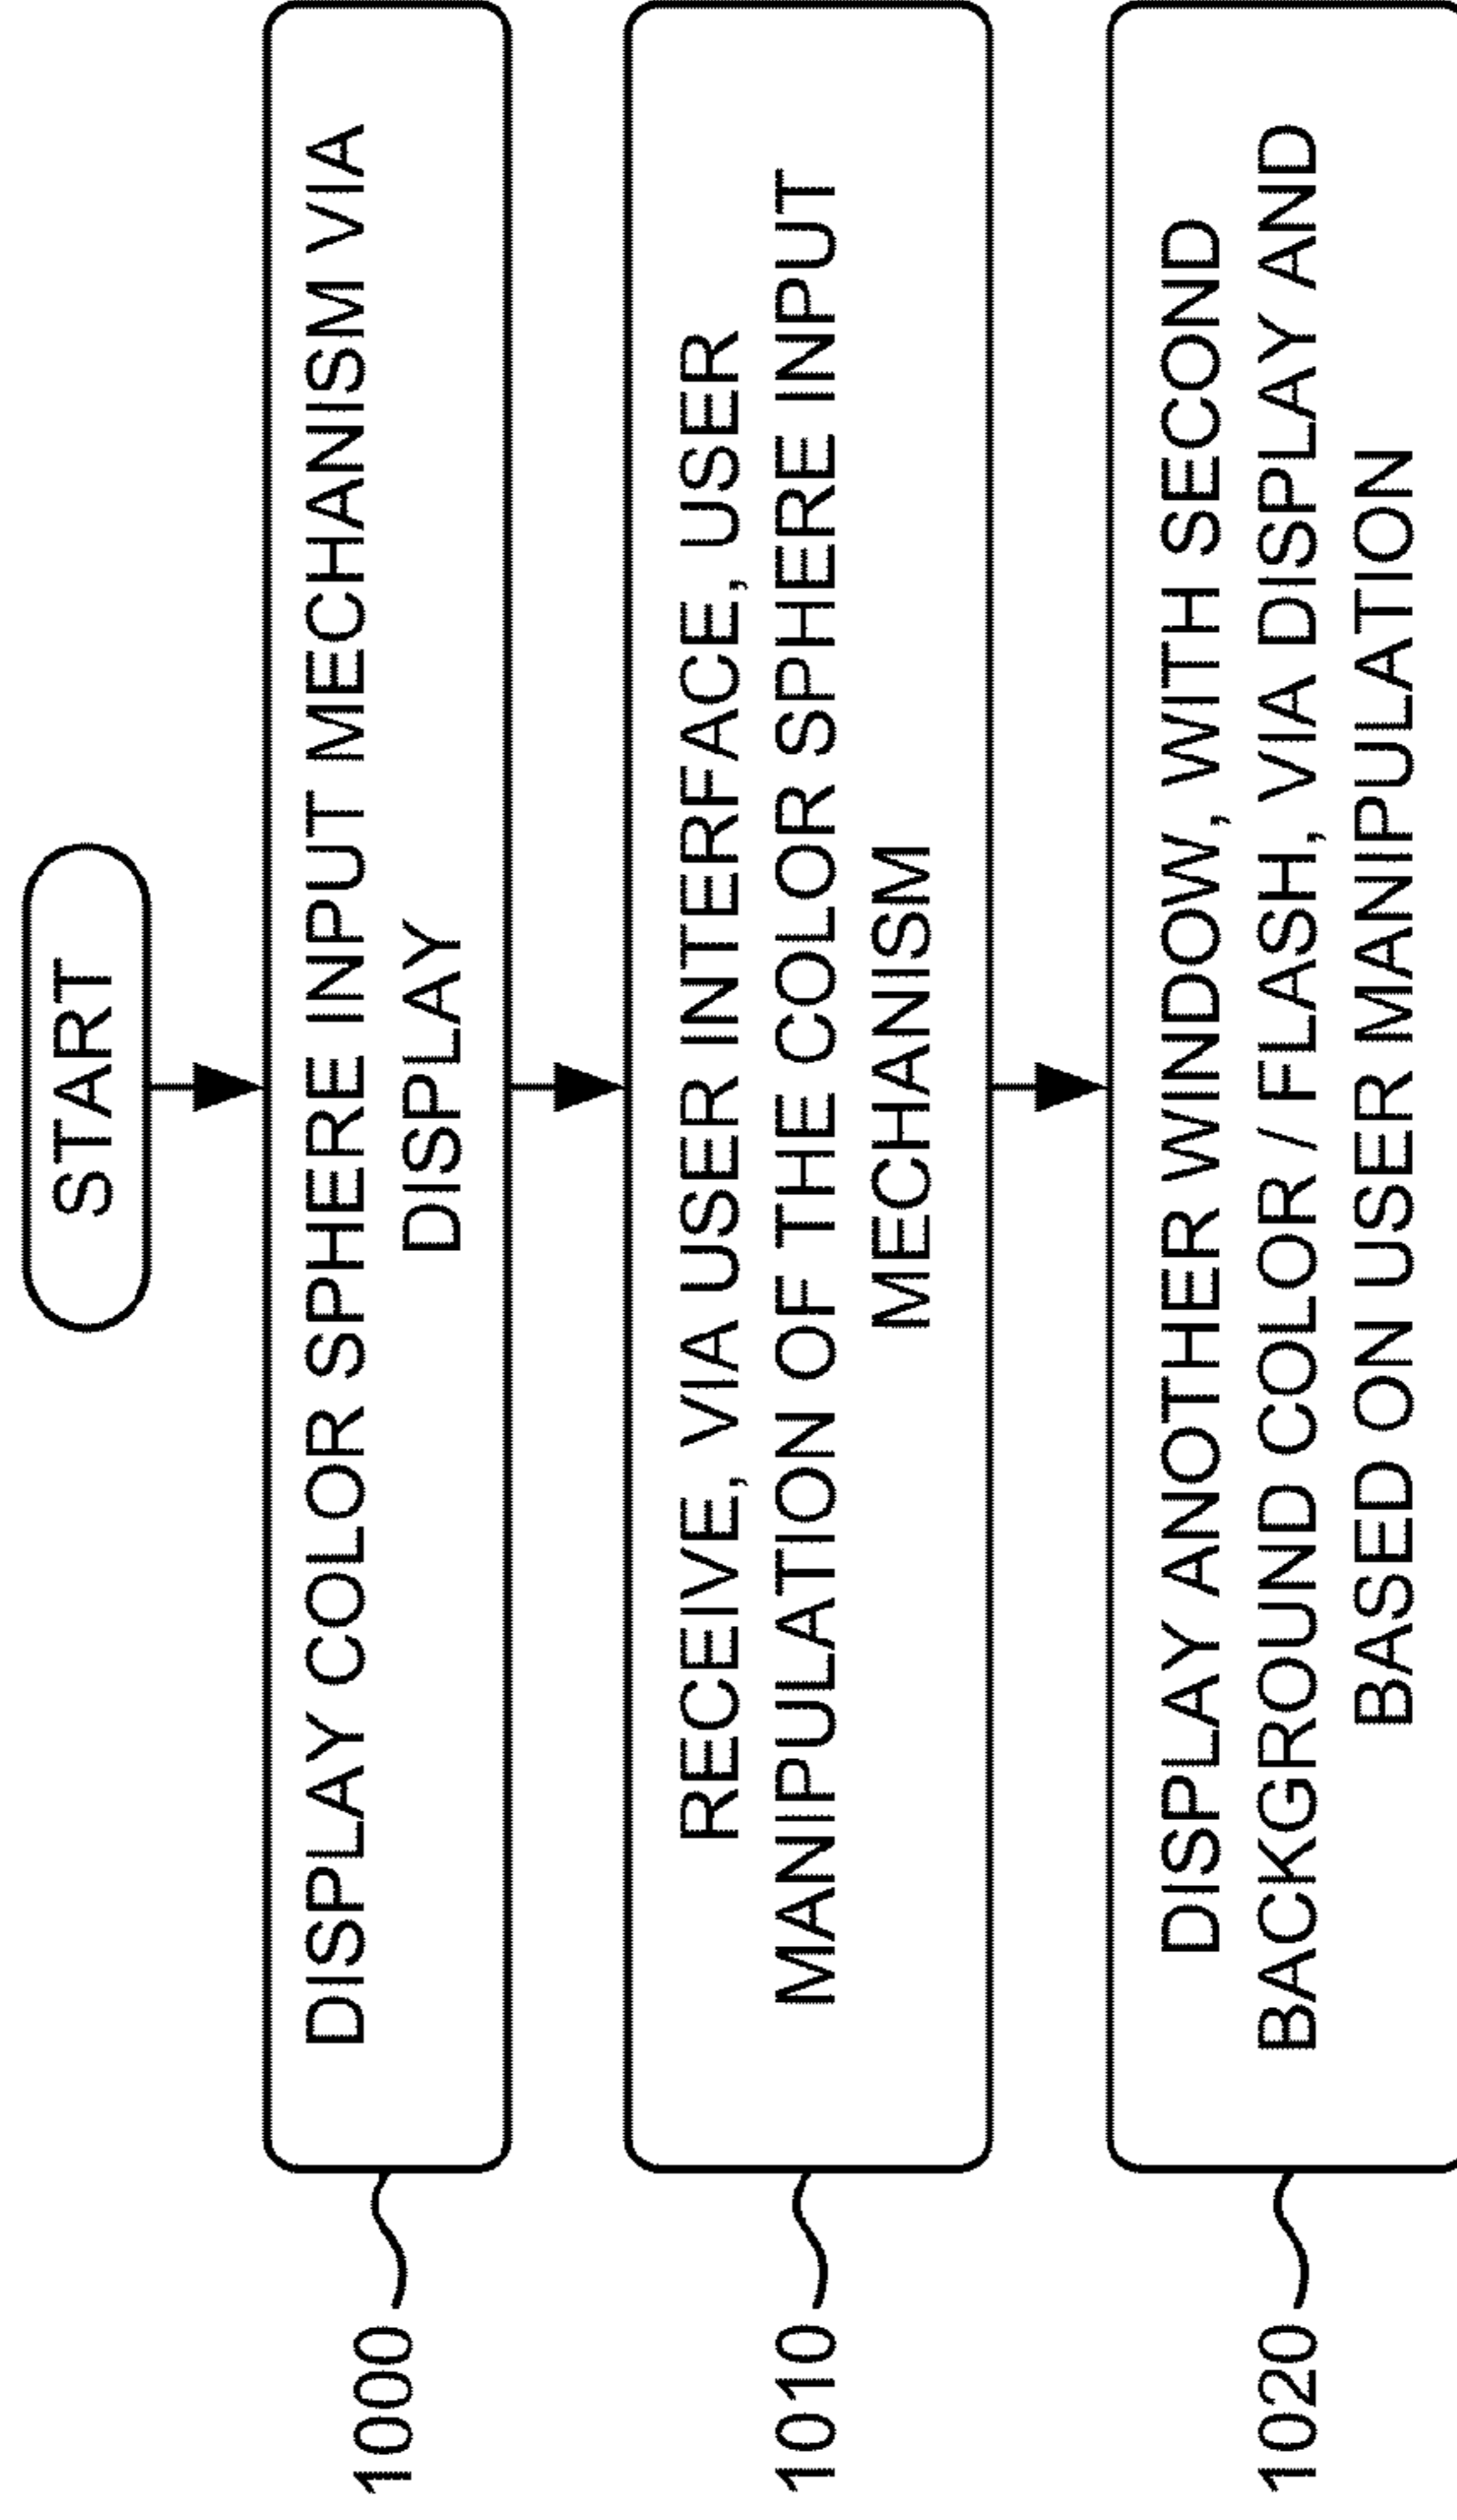 START
1000
DISPLAY COLOR SPHERE INPUT MECHANISM VIA
DISPLAY
1010
RECEIVE, VIA USER INTERFACE, USER
MANIPULATION OF THE COLOR SPHERE INPUT
MECHANISM
1020
DISPLAY ANOTHER WINDOW, WITH SECOND
BACKGROUND COLOR / FLASH, VIA DISPLAY AND
BASED ON USER MANIPULATION